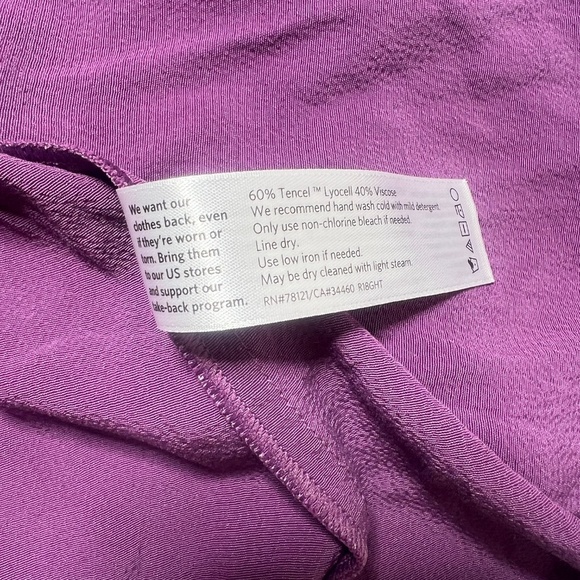 We want our
clothes back, even
if they're worn or
torn. Bring them
to our US stores
and support our
take-back program.
60% Tencel™ Lyocell 40% Viscose
We recommend hand wash cold with mild detergent.
Only use non-chlorine bleach if needed.
Line dry.
Use low iron if needed.
May be dry cleaned with light steam.
RN#78121/CA#34460 R18GHT